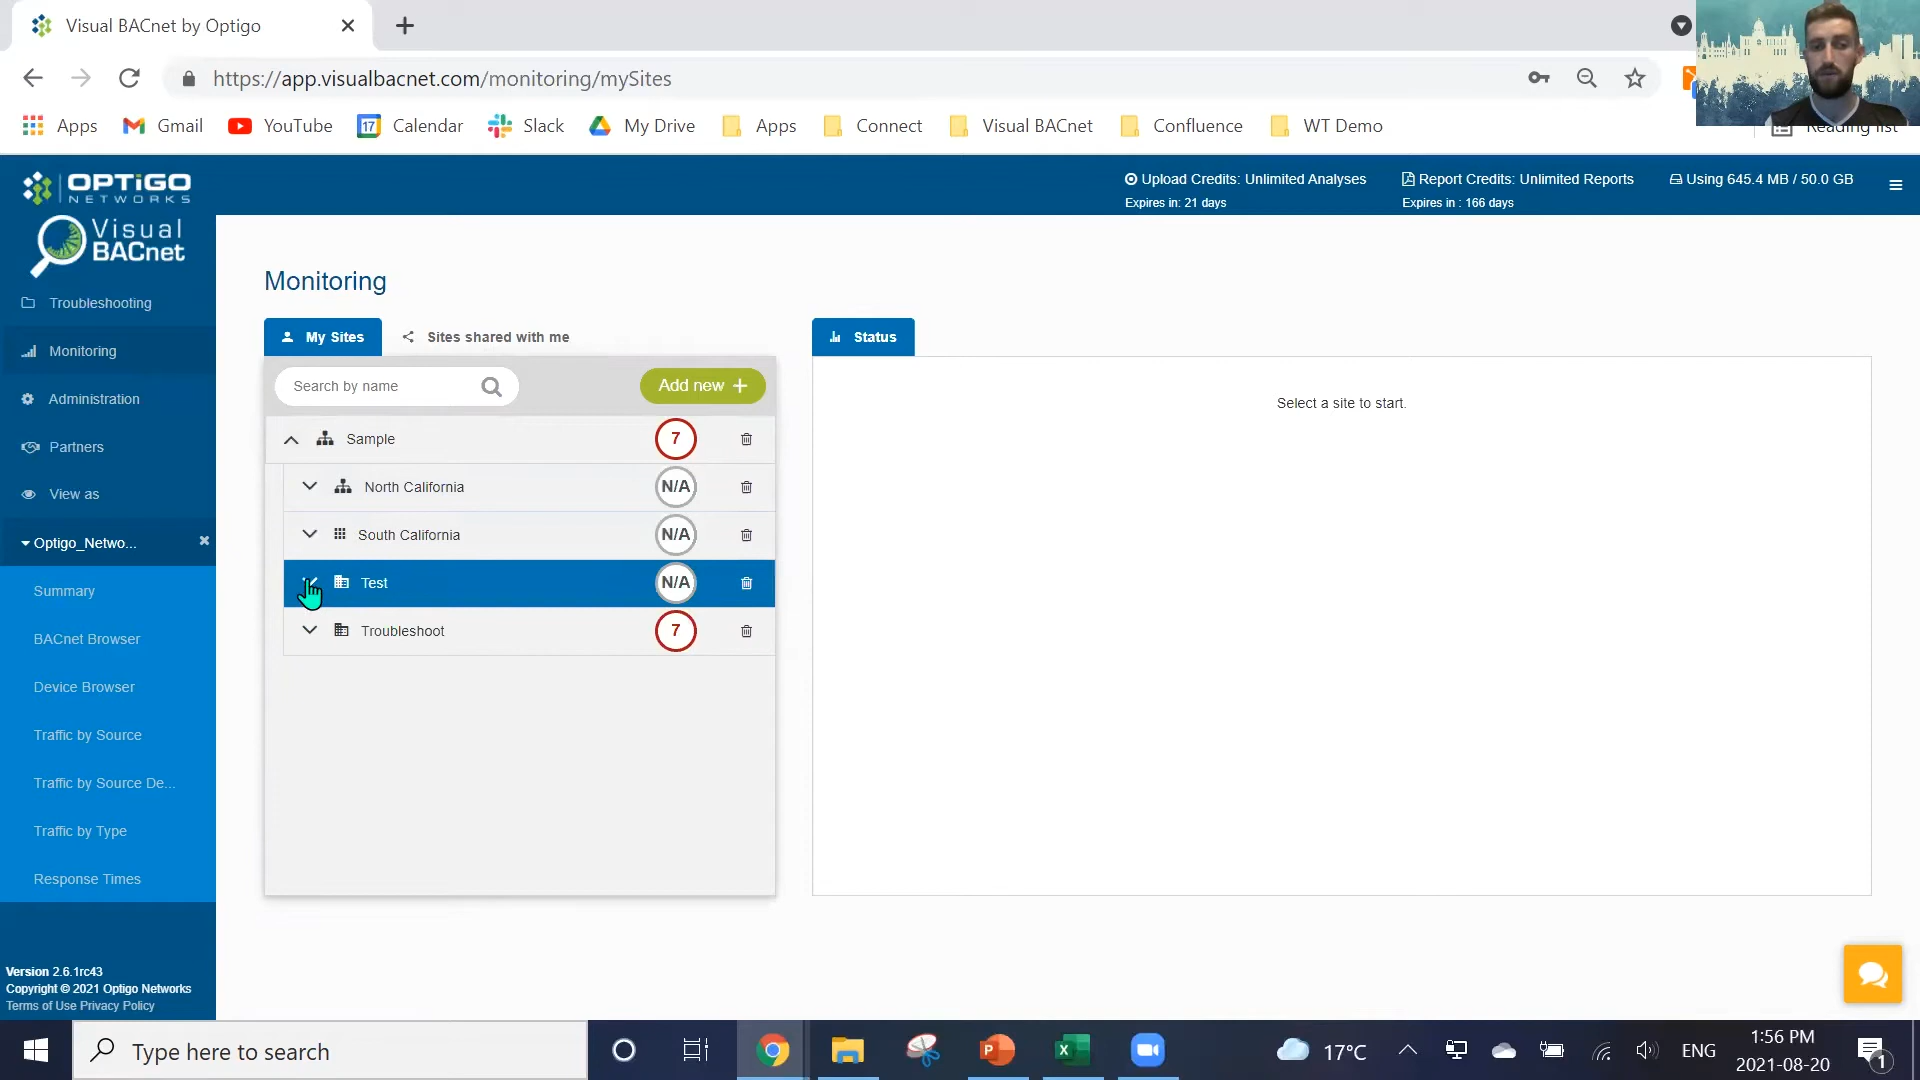 Visual BACnet by Optigo
https://app.visualbacnet.com/monitoring/mySites
Apps
Gmail
YouTube
17
Calendar
Slack
My Drive
Apps
Connect
Visual BACnet
Confluence
WT Demo
Reading list
OPTiGO
NETWORKS
Visual
BACnet
Upload Credits: Unlimited Analyses
Expires in: 21 days
Report Credits: Unlimited Reports
Expires in : 166 days
Using 645.4 MB / 50.0 GB
Troubleshooting
Monitoring
Administration
Partners
View as
Optigo_Netwo...
Summary
BACnet Browser
Device Browser
Traffic by Source
Traffic by Source De...
Traffic by Type
Response Times
Version 2.6.1rc43
Copyright © 2021 Optigo Networks
Terms of Use Privacy Policy
Monitoring
My Sites
Sites shared with me
Search by name
Add new +
Sample
7
North California
N/A
South California
N/A
Test
N/A
Troubleshoot
7
Status
Select a site to start.
Type here to search
17°C
ENG
1:56 PM
2021-08-20
1